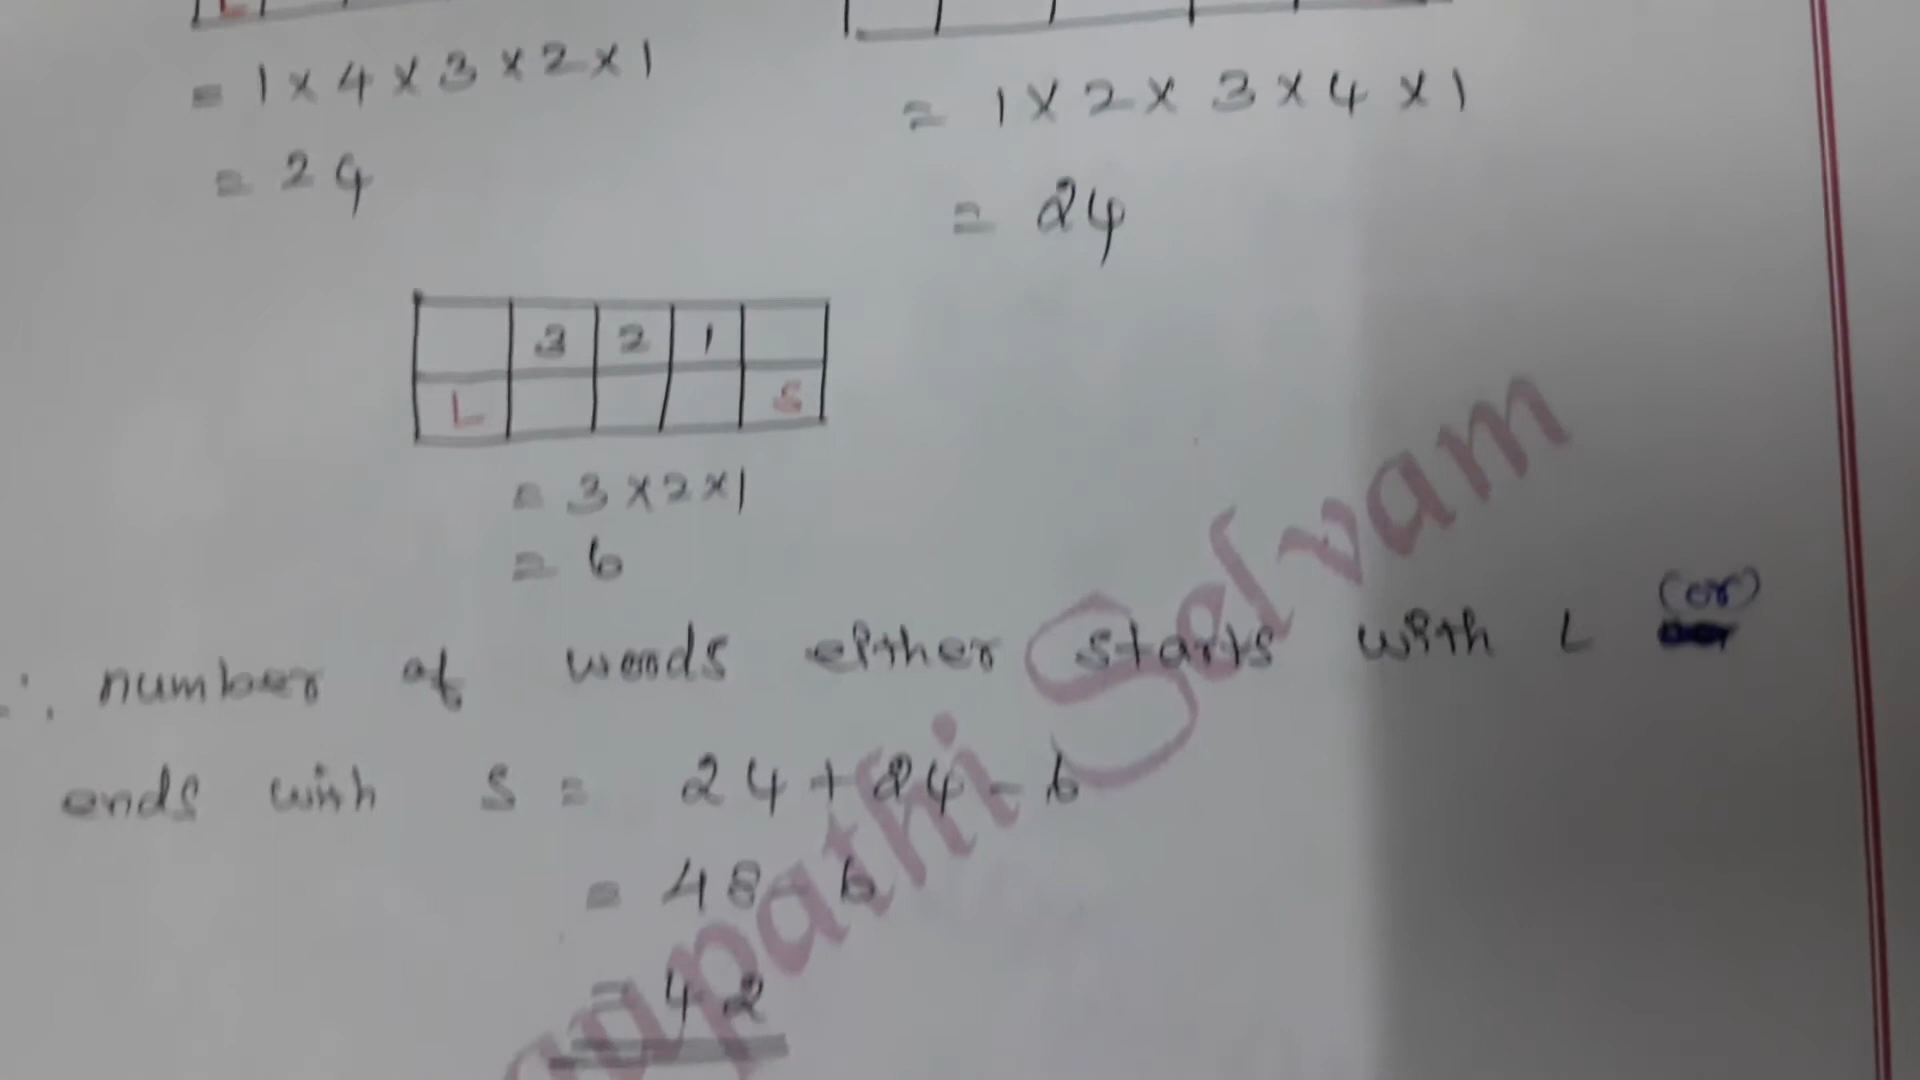 L
= 1 x 4 x 3 x 2 x 1
= 24
= 1 x 2 x 3 x 4 x 1
= 24
3 2 1
L S
= 3 x 2 x 1
= 6
∴ number of words either starts with L (or)
ends with S = 24 + 24 - 6
= 48 - 6
= 42
apathi Selvam